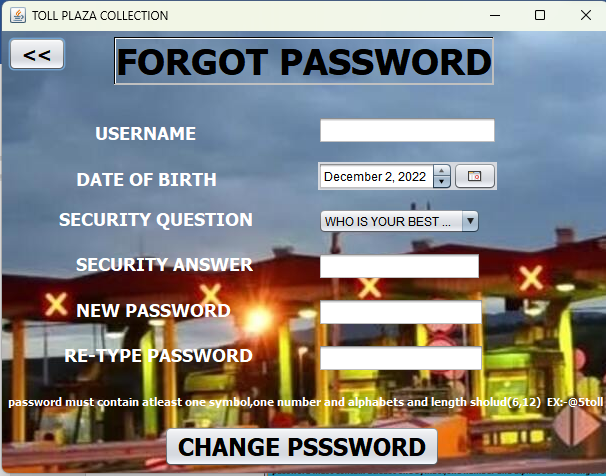 TOLL PLAZA COLLECTION
<<
FORGOT PASSWORD
USERNAME
DATE OF BIRTH
December 2, 2022
SECURITY QUESTION
WHO IS YOUR BEST ...
SECURITY ANSWER
NEW PASSWORD
RE-TYPE PASSWORD
password must contain atleast one symbol,one number and alphabets and length sholud(6,12) EX:-@5toll
CHANGE PSSSWORD